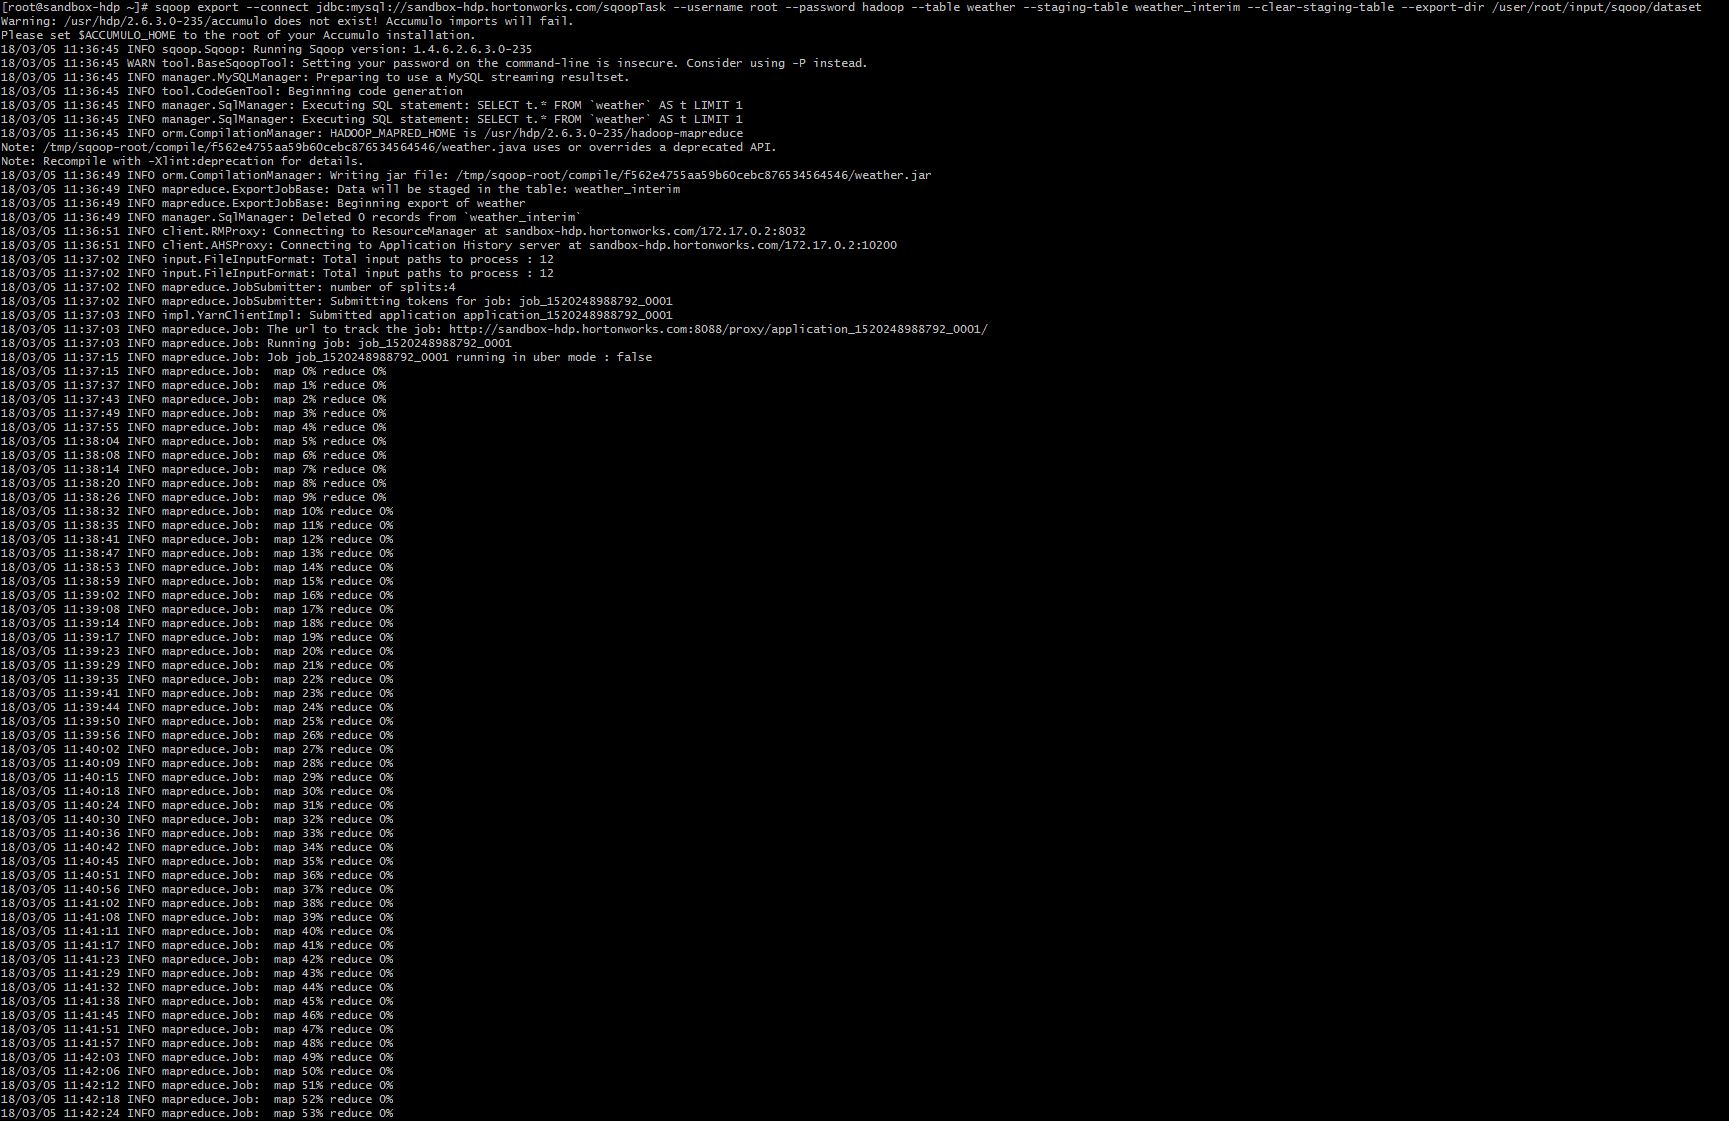 [root@sandbox-hdp ~]# sqoop export --connect jdbc:mysql://sandbox-hdp.hortonworks.com/sqoopTask --username root --password hadoop --table weather --staging-table weather_interim --clear-staging-table --export-dir /user/root/input/sqoop/dataset
Warning: /usr/hdp/2.6.3.0-235/accumulo does not exist! Accumulo imports will fail.
Please set $ACCUMULO_HOME to the root of your Accumulo installation.
18/03/05 11:36:45 INFO sqoop.Sqoop: Running Sqoop version: 1.4.6.2.6.3.0-235
18/03/05 11:36:45 WARN tool.BaseSqoopTool: Setting your password on the command-line is insecure. Consider using -P instead.
18/03/05 11:36:45 INFO manager.MySQLManager: Preparing to use a MySQL streaming resultset.
18/03/05 11:36:45 INFO tool.CodeGenTool: Beginning code generation
18/03/05 11:36:45 INFO manager.SqlManager: Executing SQL statement: SELECT t.* FROM `weather` AS t LIMIT 1
18/03/05 11:36:45 INFO manager.SqlManager: Executing SQL statement: SELECT t.* FROM `weather` AS t LIMIT 1
18/03/05 11:36:45 INFO orm.CompilationManager: HADOOP_MAPRED_HOME is /usr/hdp/2.6.3.0-235/hadoop-mapreduce
Note: /tmp/sqoop-root/compile/f562e4755aa59b60cebc876534564546/weather.java uses or overrides a deprecated API.
Note: Recompile with -Xlint:deprecation for details.
18/03/05 11:36:49 INFO orm.CompilationManager: Writing jar file: /tmp/sqoop-root/compile/f562e4755aa59b60cebc876534564546/weather.jar
18/03/05 11:36:49 INFO mapreduce.ExportJobBase: Data will be staged in the table: weather_interim
18/03/05 11:36:49 INFO mapreduce.ExportJobBase: Beginning export of weather
18/03/05 11:36:49 INFO manager.SqlManager: Deleted 0 records from `weather_interim`
18/03/05 11:36:51 INFO client.RMProxy: Connecting to ResourceManager at sandbox-hdp.hortonworks.com/172.17.0.2:8032
18/03/05 11:36:51 INFO client.AHSProxy: Connecting to Application History server at sandbox-hdp.hortonworks.com/172.17.0.2:10200
18/03/05 11:37:02 INFO input.FileInputFormat: Total input paths to process : 12
18/03/05 11:37:02 INFO input.FileInputFormat: Total input paths to process : 12
18/03/05 11:37:02 INFO mapreduce.JobSubmitter: number of splits:4
18/03/05 11:37:02 INFO mapreduce.JobSubmitter: Submitting tokens for job: job_1520248988792_0001
18/03/05 11:37:03 INFO impl.YarnClientImpl: Submitted application application_1520248988792_0001
18/03/05 11:37:03 INFO mapreduce.Job: The url to track the job: http://sandbox-hdp.hortonworks.com:8088/proxy/application_1520248988792_0001/
18/03/05 11:37:03 INFO mapreduce.Job: Running job: job_1520248988792_0001
18/03/05 11:37:15 INFO mapreduce.Job: Job job_1520248988792_0001 running in uber mode : false
18/03/05 11:37:15 INFO mapreduce.Job:  map 0% reduce 0%
18/03/05 11:37:37 INFO mapreduce.Job:  map 1% reduce 0%
18/03/05 11:37:43 INFO mapreduce.Job:  map 2% reduce 0%
18/03/05 11:37:49 INFO mapreduce.Job:  map 3% reduce 0%
18/03/05 11:37:55 INFO mapreduce.Job:  map 4% reduce 0%
18/03/05 11:38:04 INFO mapreduce.Job:  map 5% reduce 0%
18/03/05 11:38:08 INFO mapreduce.Job:  map 6% reduce 0%
18/03/05 11:38:14 INFO mapreduce.Job:  map 7% reduce 0%
18/03/05 11:38:20 INFO mapreduce.Job:  map 8% reduce 0%
18/03/05 11:38:26 INFO mapreduce.Job:  map 9% reduce 0%
18/03/05 11:38:32 INFO mapreduce.Job:  map 10% reduce 0%
18/03/05 11:38:35 INFO mapreduce.Job:  map 11% reduce 0%
18/03/05 11:38:41 INFO mapreduce.Job:  map 12% reduce 0%
18/03/05 11:38:47 INFO mapreduce.Job:  map 13% reduce 0%
18/03/05 11:38:53 INFO mapreduce.Job:  map 14% reduce 0%
18/03/05 11:38:59 INFO mapreduce.Job:  map 15% reduce 0%
18/03/05 11:39:02 INFO mapreduce.Job:  map 16% reduce 0%
18/03/05 11:39:08 INFO mapreduce.Job:  map 17% reduce 0%
18/03/05 11:39:14 INFO mapreduce.Job:  map 18% reduce 0%
18/03/05 11:39:17 INFO mapreduce.Job:  map 19% reduce 0%
18/03/05 11:39:23 INFO mapreduce.Job:  map 20% reduce 0%
18/03/05 11:39:29 INFO mapreduce.Job:  map 21% reduce 0%
18/03/05 11:39:35 INFO mapreduce.Job:  map 22% reduce 0%
18/03/05 11:39:41 INFO mapreduce.Job:  map 23% reduce 0%
18/03/05 11:39:44 INFO mapreduce.Job:  map 24% reduce 0%
18/03/05 11:39:50 INFO mapreduce.Job:  map 25% reduce 0%
18/03/05 11:39:56 INFO mapreduce.Job:  map 26% reduce 0%
18/03/05 11:40:02 INFO mapreduce.Job:  map 27% reduce 0%
18/03/05 11:40:09 INFO mapreduce.Job:  map 28% reduce 0%
18/03/05 11:40:15 INFO mapreduce.Job:  map 29% reduce 0%
18/03/05 11:40:18 INFO mapreduce.Job:  map 30% reduce 0%
18/03/05 11:40:24 INFO mapreduce.Job:  map 31% reduce 0%
18/03/05 11:40:30 INFO mapreduce.Job:  map 32% reduce 0%
18/03/05 11:40:36 INFO mapreduce.Job:  map 33% reduce 0%
18/03/05 11:40:42 INFO mapreduce.Job:  map 34% reduce 0%
18/03/05 11:40:45 INFO mapreduce.Job:  map 35% reduce 0%
18/03/05 11:40:51 INFO mapreduce.Job:  map 36% reduce 0%
18/03/05 11:40:56 INFO mapreduce.Job:  map 37% reduce 0%
18/03/05 11:41:02 INFO mapreduce.Job:  map 38% reduce 0%
18/03/05 11:41:08 INFO mapreduce.Job:  map 39% reduce 0%
18/03/05 11:41:11 INFO mapreduce.Job:  map 40% reduce 0%
18/03/05 11:41:17 INFO mapreduce.Job:  map 41% reduce 0%
18/03/05 11:41:23 INFO mapreduce.Job:  map 42% reduce 0%
18/03/05 11:41:29 INFO mapreduce.Job:  map 43% reduce 0%
18/03/05 11:41:32 INFO mapreduce.Job:  map 44% reduce 0%
18/03/05 11:41:38 INFO mapreduce.Job:  map 45% reduce 0%
18/03/05 11:41:45 INFO mapreduce.Job:  map 46% reduce 0%
18/03/05 11:41:51 INFO mapreduce.Job:  map 47% reduce 0%
18/03/05 11:41:57 INFO mapreduce.Job:  map 48% reduce 0%
18/03/05 11:42:03 INFO mapreduce.Job:  map 49% reduce 0%
18/03/05 11:42:06 INFO mapreduce.Job:  map 50% reduce 0%
18/03/05 11:42:12 INFO mapreduce.Job:  map 51% reduce 0%
18/03/05 11:42:18 INFO mapreduce.Job:  map 52% reduce 0%
18/03/05 11:42:24 INFO mapreduce.Job:  map 53% reduce 0%